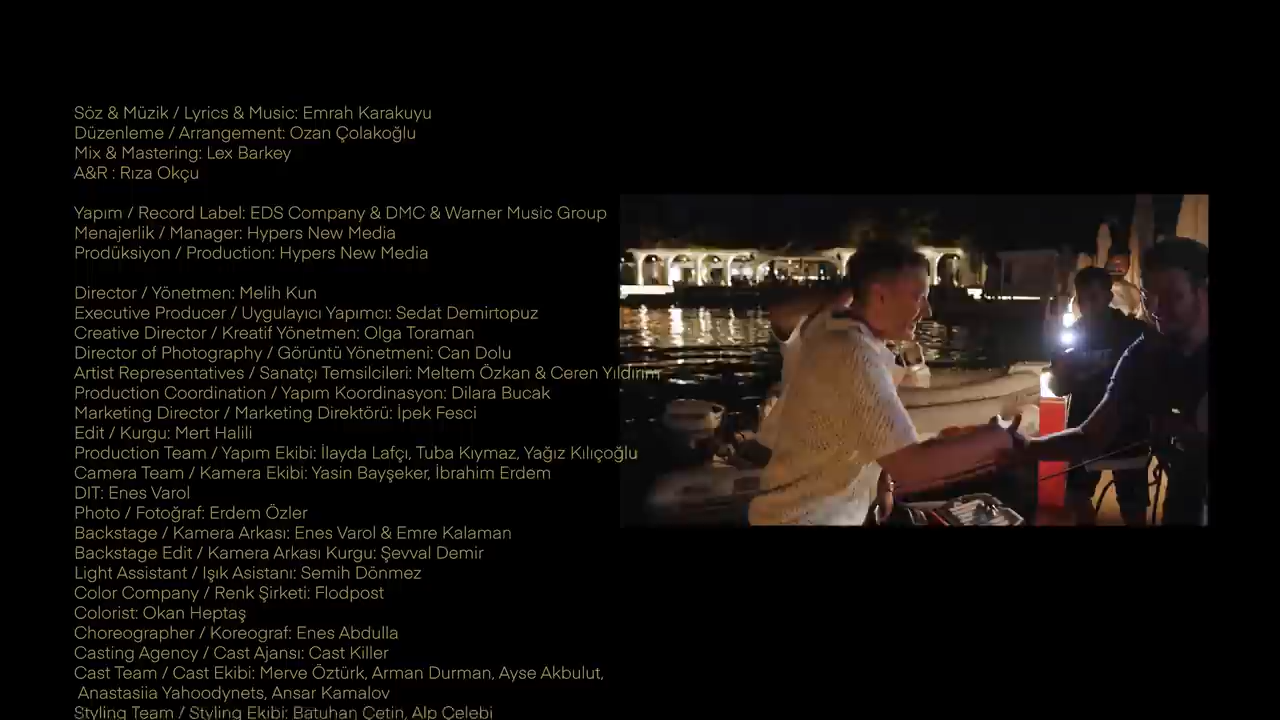 Söz & Müzik / Lyrics & Music: Emrah Karakuyu
Düzenleme / Arrangement: Ozan Çolakoğlu
Mix & Mastering: Lex Barkey
A&R : Rıza Okçu
Yapım / Record Label: EDS Company & DMC & Warner Music Group
Menajerlik / Manager: Hypers New Media
Prodüksiyon / Production: Hypers New Media
Director / Yönetmen: Melih Kun
Executive Producer / Uygulayıcı Yapımcı: Sedat Demirtopuz
Creative Director / Kreatif Yönetmen: Olga Toraman
Director of Photography / Görüntü Yönetmeni: Can Dolu
Artist Representatives / Sanatçı Temsilcileri: Meltem Özkan & Ceren Yıldırım
Production Coordination / Yapım Koordinasyon: Dilara Bucak
Marketing Director / Marketing Direktörü: İpek Fesci
Edit / Kurgu: Mert Halili
Production Team / Yapım Ekibi: İlayda Lafçı, Tuba Kıymaz, Yağız Kılıçoğlu
Camera Team / Kamera Ekibi: Yasin Bayşeker, İbrahim Erdem
DIT: Enes Varol
Photo / Fotoğraf: Erdem Özler
Backstage / Kamera Arkası: Enes Varol & Emre Kalaman
Backstage Edit / Kamera Arkası Kurgu: Şevval Demir
Light Assistant / Işık Asistanı: Semih Dönmez
Color Company / Renk Şirketi: Flodpost
Colorist: Okan Heptaş
Choreographer / Koreograf: Enes Abdulla
Casting Agency / Cast Ajansı: Cast Killer
Cast Team / Cast Ekibi: Merve Öztürk, Arman Durman, Ayse Akbulut,
Anastasiia Yahoodynets, Ansar Kamalov
Styling Team / Styling Ekibi: Batuhan Çetin, Alp Çelebi